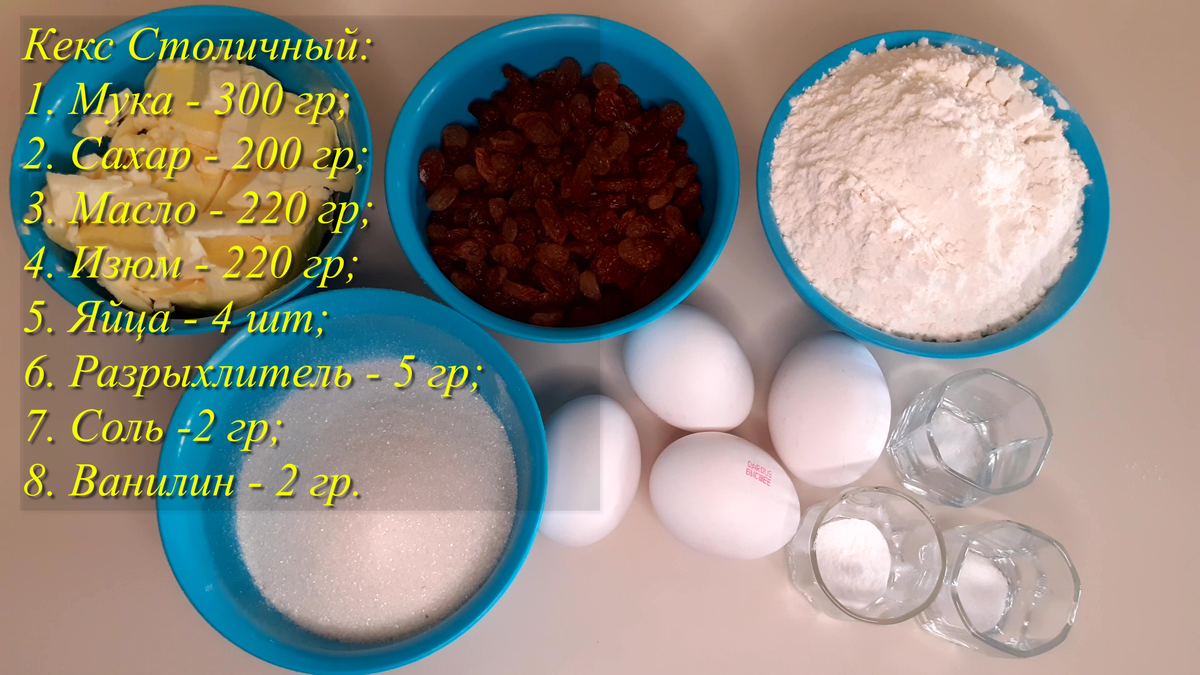 Кекс Столичный:
1. Мука - 300 гр;
2. Сахар - 200 гр;
3. Масло - 220 гр;
4. Изюм - 220 гр;
5. Яйца - 4 шт;
6. Разрыхлитель - 5 гр;
7. Соль -2 гр;
8. Ванилин - 2 гр.